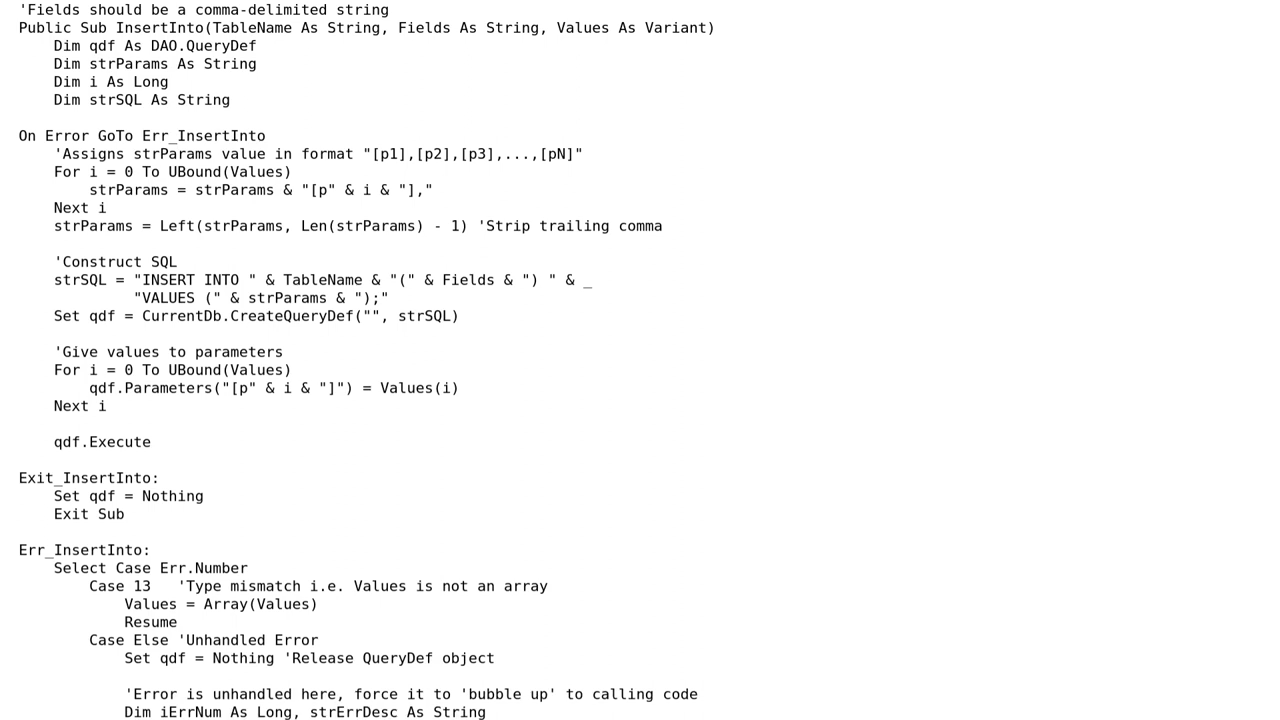 'Fields should be a comma-delimited string
Public Sub InsertInto(TableName As String, Fields As String, Values As Variant)
    Dim qdf As DAO.QueryDef
    Dim strParams As String
    Dim i As Long
    Dim strSQL As String

On Error GoTo Err_InsertInto
    'Assigns strParams value in format "[p1],[p2],[p3],...,[pN]"
    For i = 0 To UBound(Values)
        strParams = strParams & "[p" & i & "],"
    Next i
    strParams = Left(strParams, Len(strParams) - 1) 'Strip trailing comma

    'Construct SQL
    strSQL = "INSERT INTO " & TableName & "(" & Fields & ") " & _
             "VALUES (" & strParams & ");"
    Set qdf = CurrentDb.CreateQueryDef("", strSQL)

    'Give values to parameters
    For i = 0 To UBound(Values)
        qdf.Parameters("[p" & i & "]") = Values(i)
    Next i

    qdf.Execute

Exit_InsertInto:
    Set qdf = Nothing
    Exit Sub

Err_InsertInto:
    Select Case Err.Number
        Case 13   'Type mismatch i.e. Values is not an array
            Values = Array(Values)
            Resume
        Case Else 'Unhandled Error
            Set qdf = Nothing 'Release QueryDef object

            'Error is unhandled here, force it to 'bubble up' to calling code
            Dim iErrNum As Long, strErrDesc As String